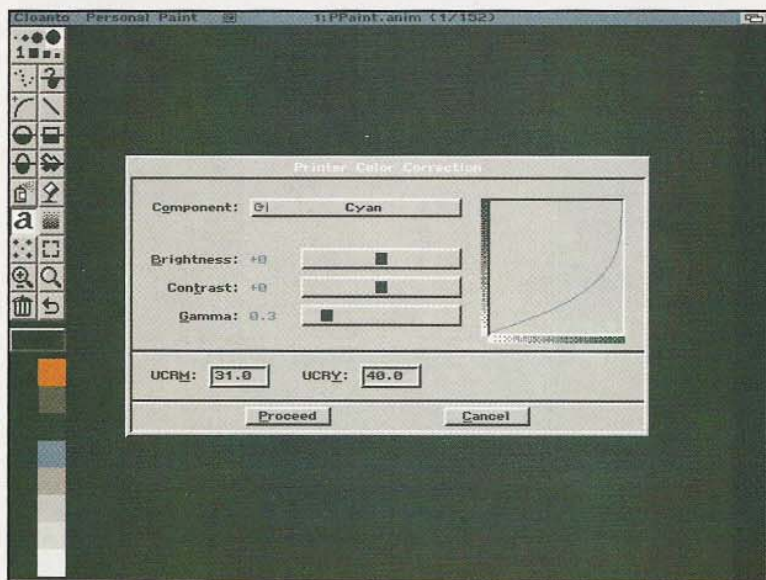 Cloanto Personal Paint 1:PPaint.anim (1/152)
1
a
Printer Color Correction
Component: Cyan
Brightness: +0
Contrast: +0
Gamma: 0.3
UCRM: 31.0 UCRY: 40.0
Proceed Cancel